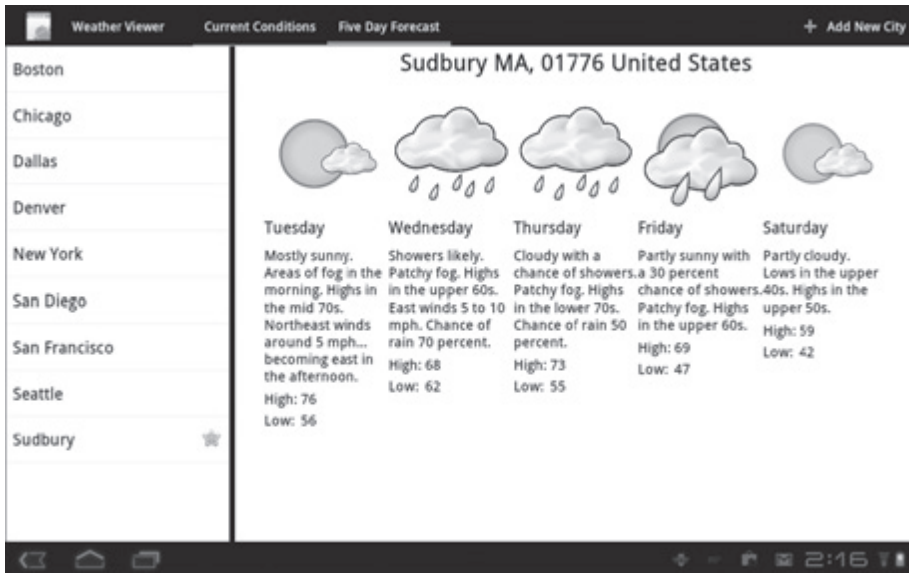 Weather Viewer Current Conditions Five Day Forecast + Add New City
Boston
Chicago
Dallas
Denver
New York
San Diego
San Francisco
Seattle
Sudbury
Sudbury MA, 01776 United States
Tuesday
Mostly sunny.
Areas of fog in the
morning. Highs in
the mid 70s.
Northeast winds
around 5 mph...
becoming east in
the afternoon.
High: 76
Low: 56
Wednesday
Showers likely.
Patchy fog. Highs
in the upper 60s.
East winds 5 to 10
mph. Chance of
rain 70 percent.
High: 68
Low: 62
Thursday
Cloudy with a
chance of showers.
Patchy fog. Highs
in the lower 70s.
Chance of rain 50
percent.
High: 73
Low: 55
Friday
Partly sunny with
a 30 percent
chance of showers.
Patchy fog. Highs
in the upper 60s.
High: 69
Low: 47
Saturday
Partly cloudy.
Lows in the upper
40s. Highs in the
upper 50s.
High: 59
Low: 42
2:16